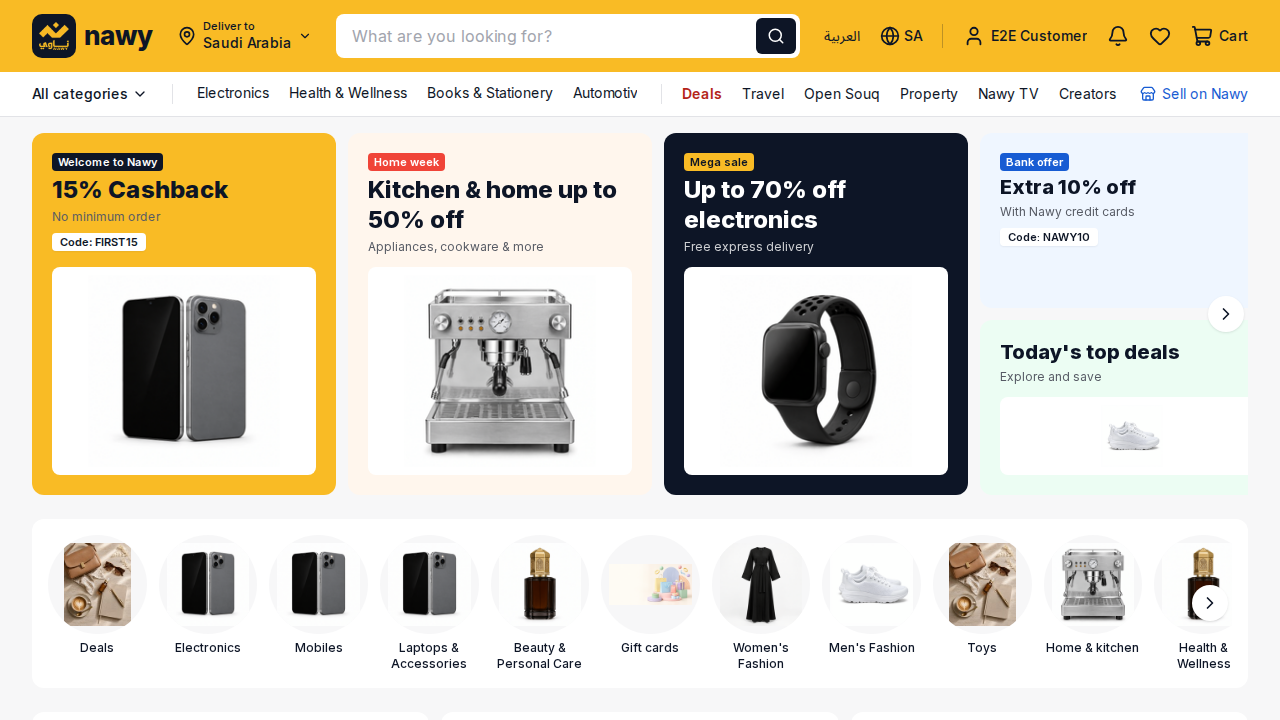 ناوي
NAWY
nawy
Deliver to
Saudi Arabia
What are you looking for?
العربية
SA
E2E Customer
Cart
All categories
Electronics
Health & Wellness
Books & Stationery
Automotiv
Deals
Travel
Open Souq
Property
Nawy TV
Creators
Sell on Nawy
Welcome to Nawy
15% Cashback
No minimum order
Code: FIRST15
Home week
Kitchen & home up to
50% off
Appliances, cookware & more
Mega sale
Up to 70% off
electronics
Free express delivery
Bank offer
Extra 10% off
With Nawy credit cards
Code: NAWY10
Today's top deals
Explore and save
Deals
Electronics
Mobiles
Laptops &
Accessories
Beauty &
Personal Care
Gift cards
Women's
Fashion
Men's Fashion
Toys
Home & kitchen
Health &
Wellness